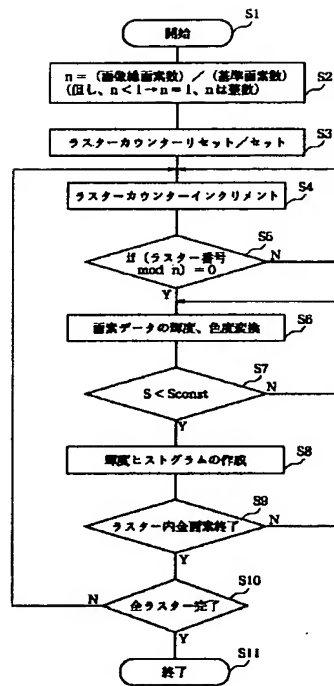 S1
開始
S2
n = (画像総画素数) / (基準画素数)
(但し、n < 1→n = 1、nは整数)
S3
ラスターカウンターリセット/セット
S4
ラスターカウンターインクリメント
S5
if (ラスター番号
mod n) = 0
N
Y
S6
画素データの輝度、色度変換
S7
S < Sconst
N
Y
S8
輝度ヒストグラムの作成
S9
ラスター内全画素終了
N
Y
S10
全ラスター完了
N
Y
S11
終了